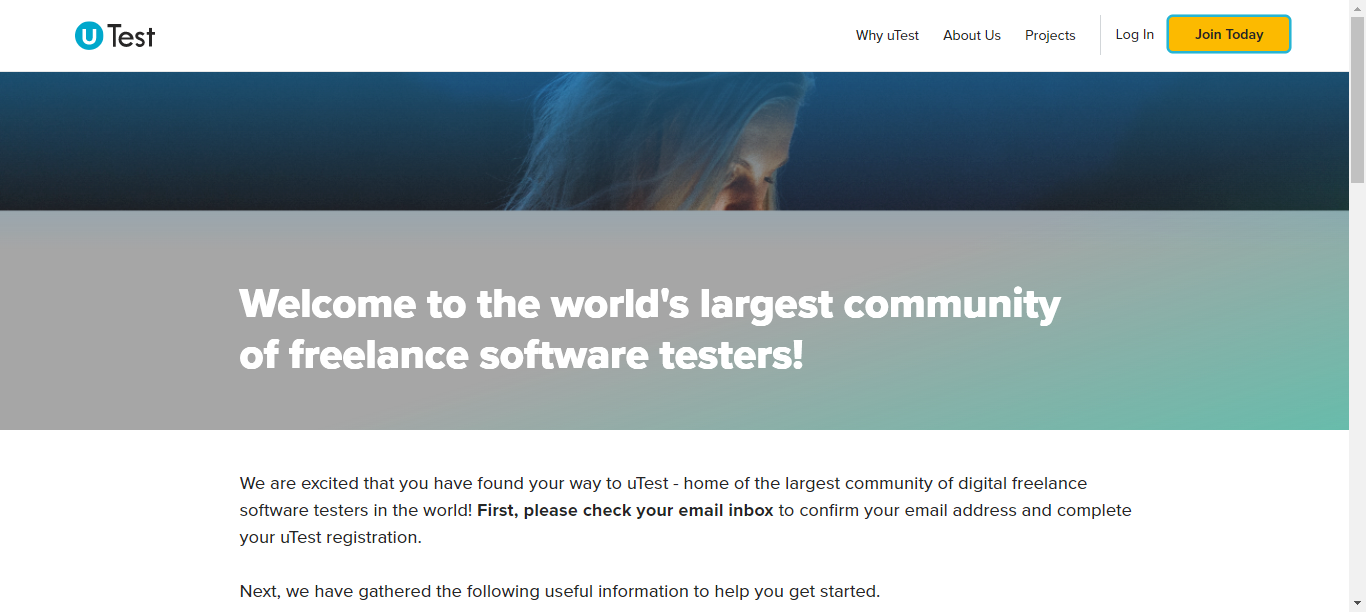 uTest
Why uTest
About Us
Projects
Log In
Join Today
Welcome to the world's largest community
of freelance software testers!
We are excited that you have found your way to uTest - home of the largest community of digital freelance
software testers in the world! First, please check your email inbox to confirm your email address and complete
your uTest registration.
Next, we have gathered the following useful information to help you get started.